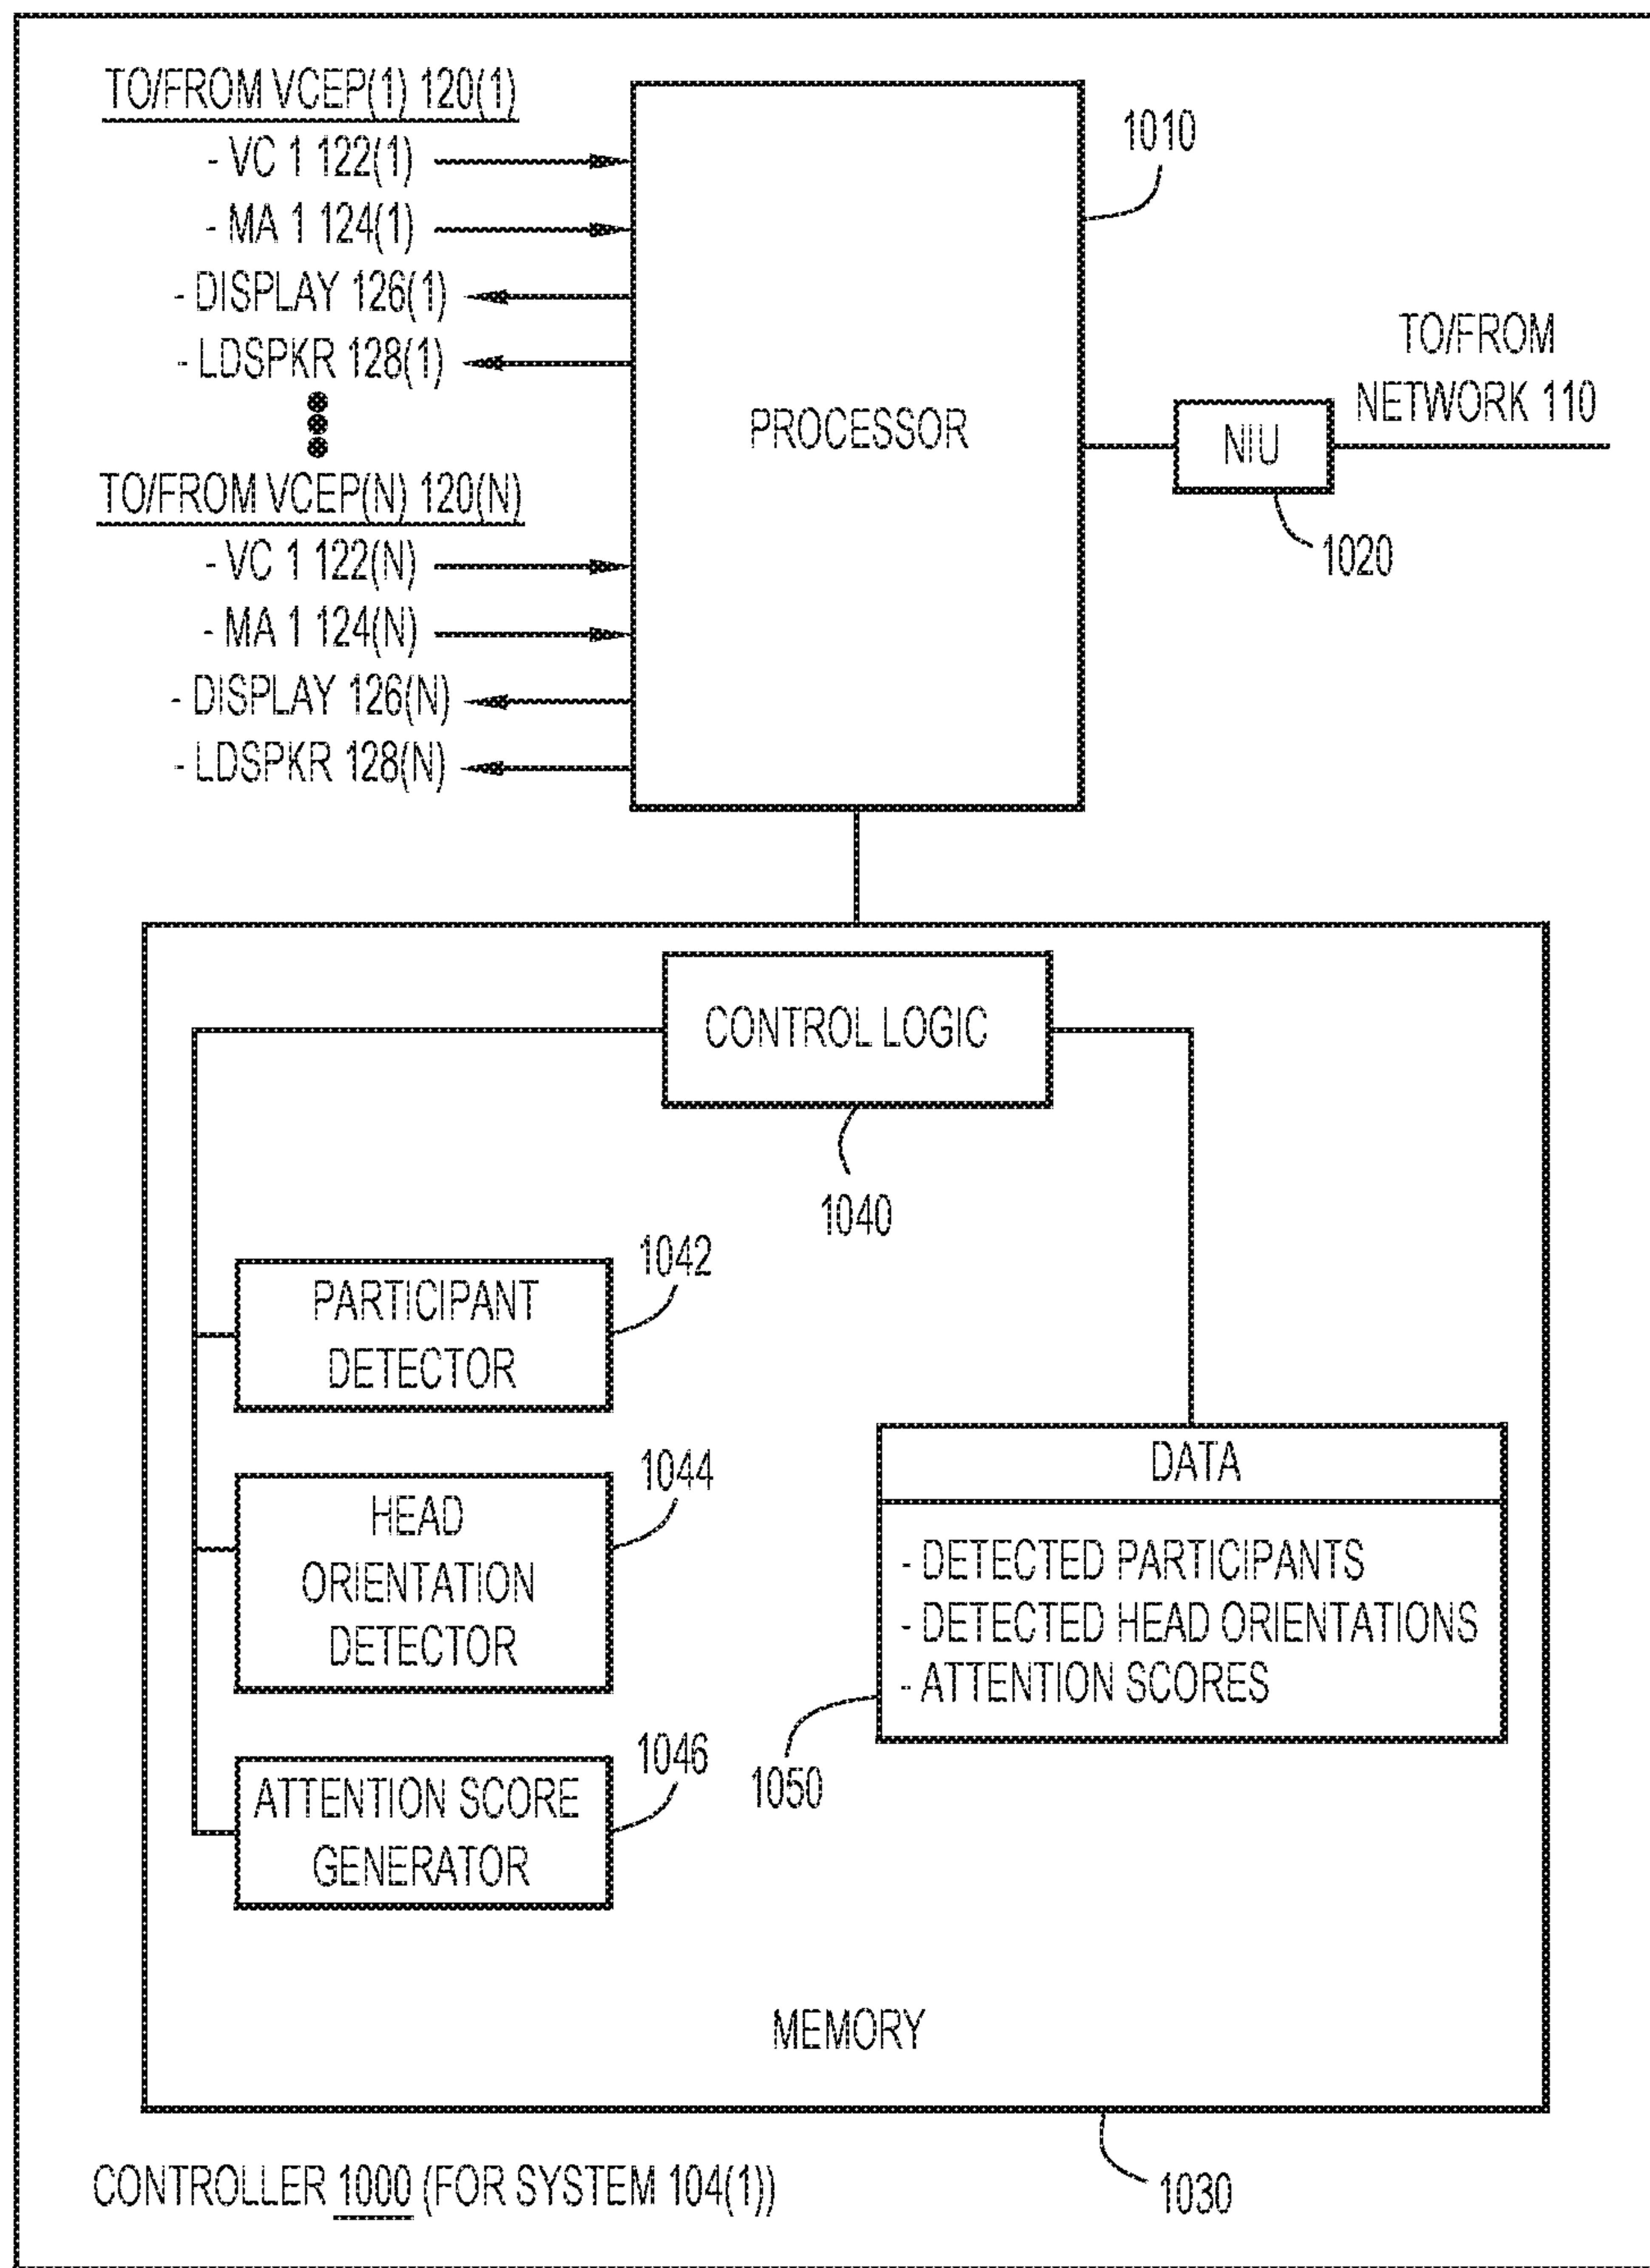 TO/FROM VCEP(1) 120(1)
- VC 1 122(1)
- MA 1 124(1)
- DISPLAY 126(1)
- LDSPKR 128(1)
TO/FROM VCEP(N) 120(N)
- VC 1 122(N)
- MA 1 124(N)
- DISPLAY 126(N)
- LDSPKR 128(N)
PROCESSOR
1010
TO/FROM
NETWORK 110
NIU
1020
CONTROL LOGIC
1040
PARTICIPANT
DETECTOR
1042
HEAD
ORIENTATION
DETECTOR
1044
ATTENTION SCORE
GENERATOR
1046
DATA
- DETECTED PARTICIPANTS
- DETECTED HEAD ORIENTATIONS
- ATTENTION SCORES
1050
MEMORY
1030
CONTROLLER 1000 (FOR SYSTEM 104(1))